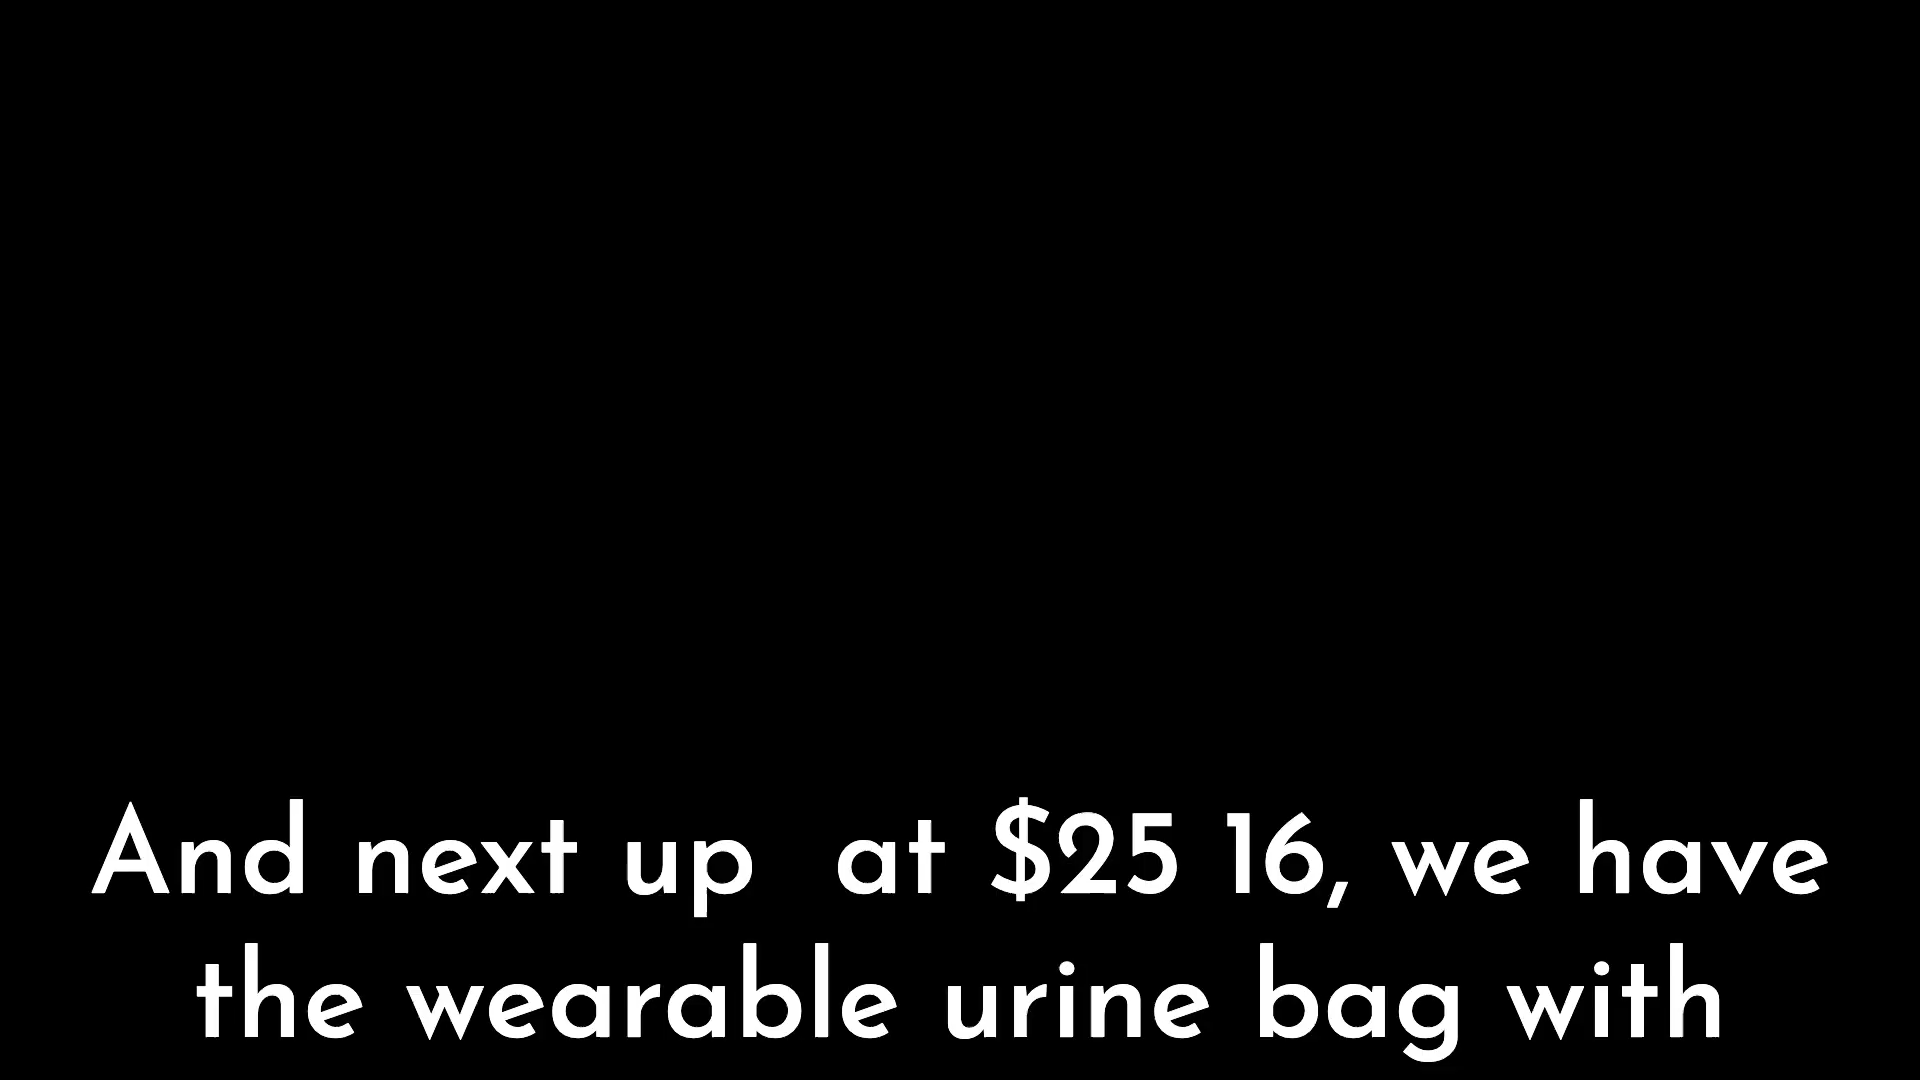 And next up  at $25 16, we have
the wearable urine bag with